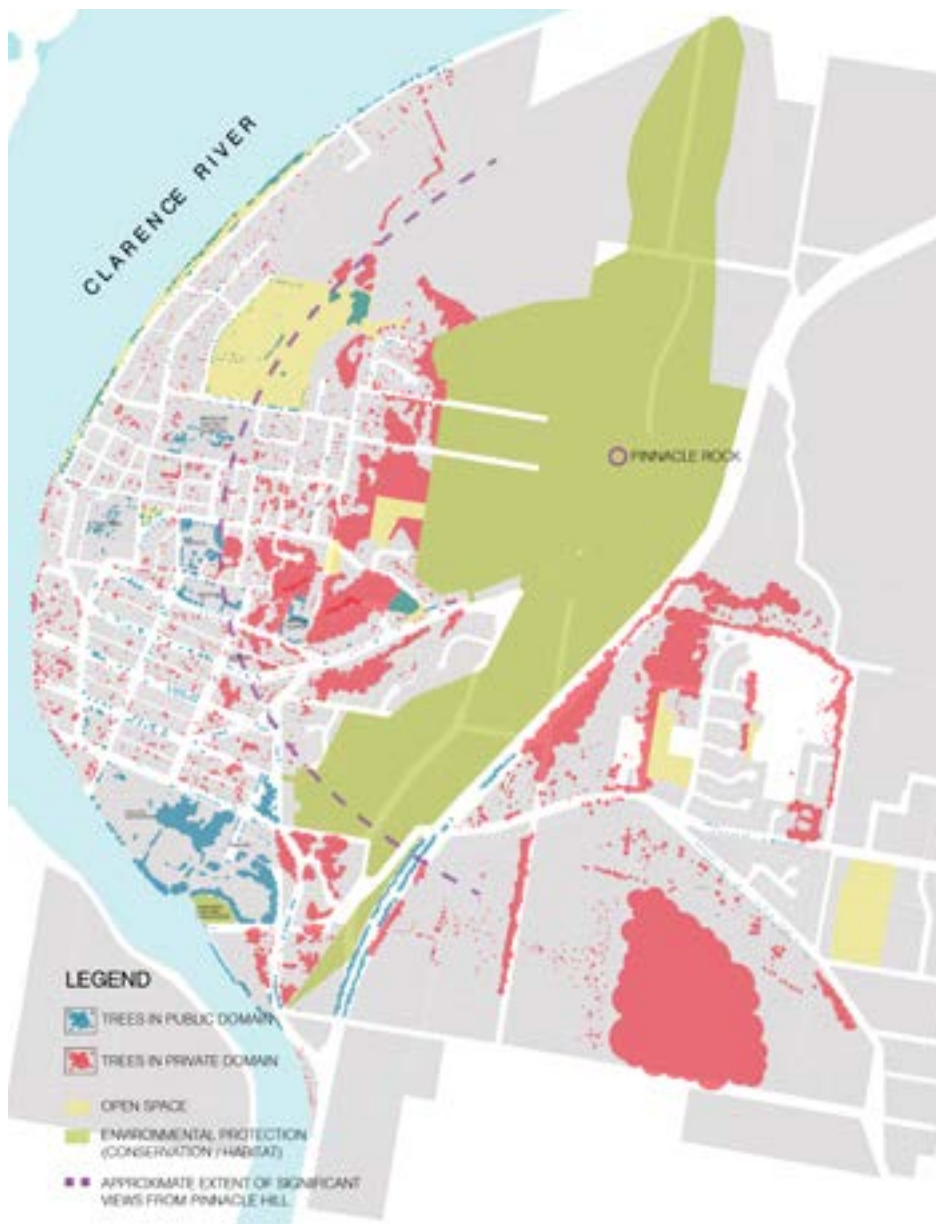 CLARENCE RIVER
PINNACLE ROCK
LEGEND
TREES IN PUBLIC DOMAIN
TREES IN PRIVATE DOMAIN
OPEN SPACE
ENVIRONMENTAL PROTECTION
(CONSERVATION / HABITAT)
APPROXIMATE EXTENT OF SIGNIFICANT
VIEWS FROM PINNACLE HILL